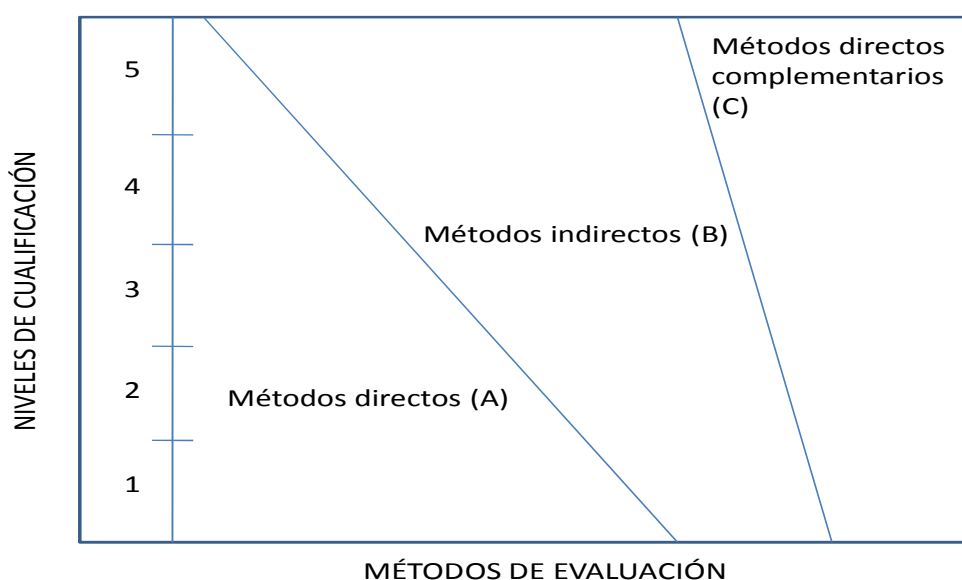 NIVELES DE CUALIFICACIÓN
5
4
3
2
1
Métodos directos
complementarios
(C)
Métodos indirectos (B)
Métodos directos (A)
MÉTODOS DE EVALUACIÓN